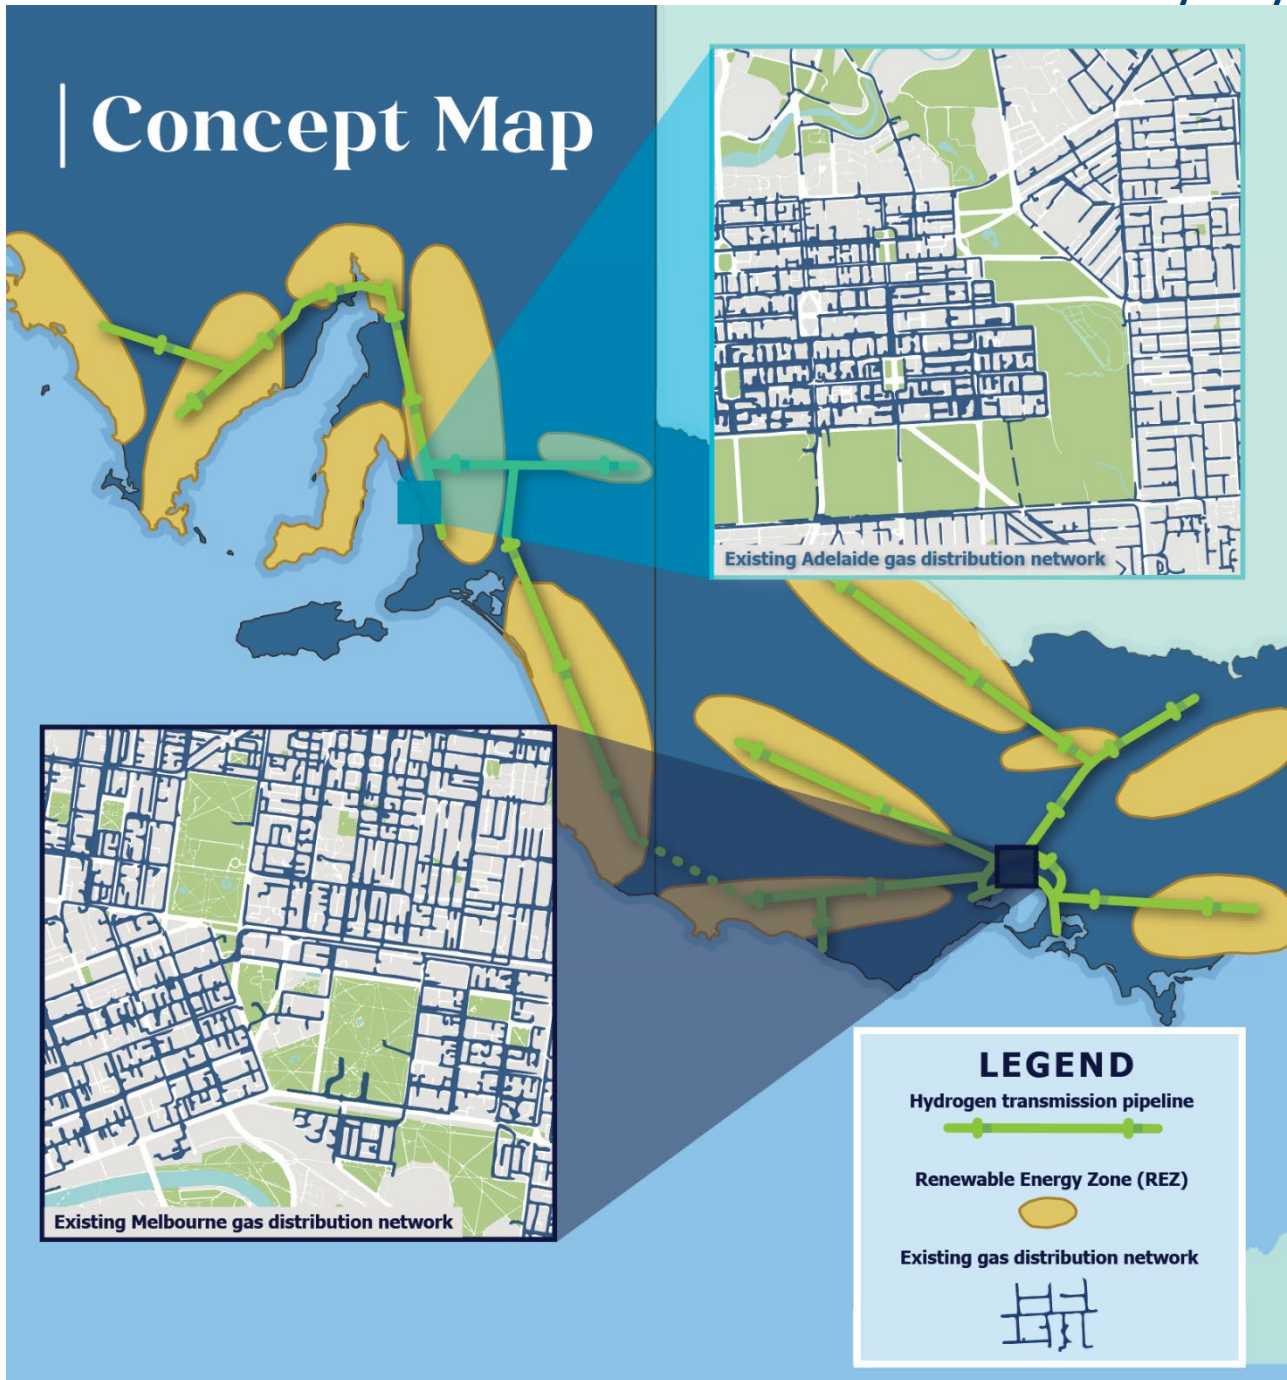 Concept Map
Existing Adelaide gas distribution network
Existing Melbourne gas distribution network
LEGEND
Hydrogen transmission pipeline
Renewable Energy Zone (REZ)
Existing gas distribution network